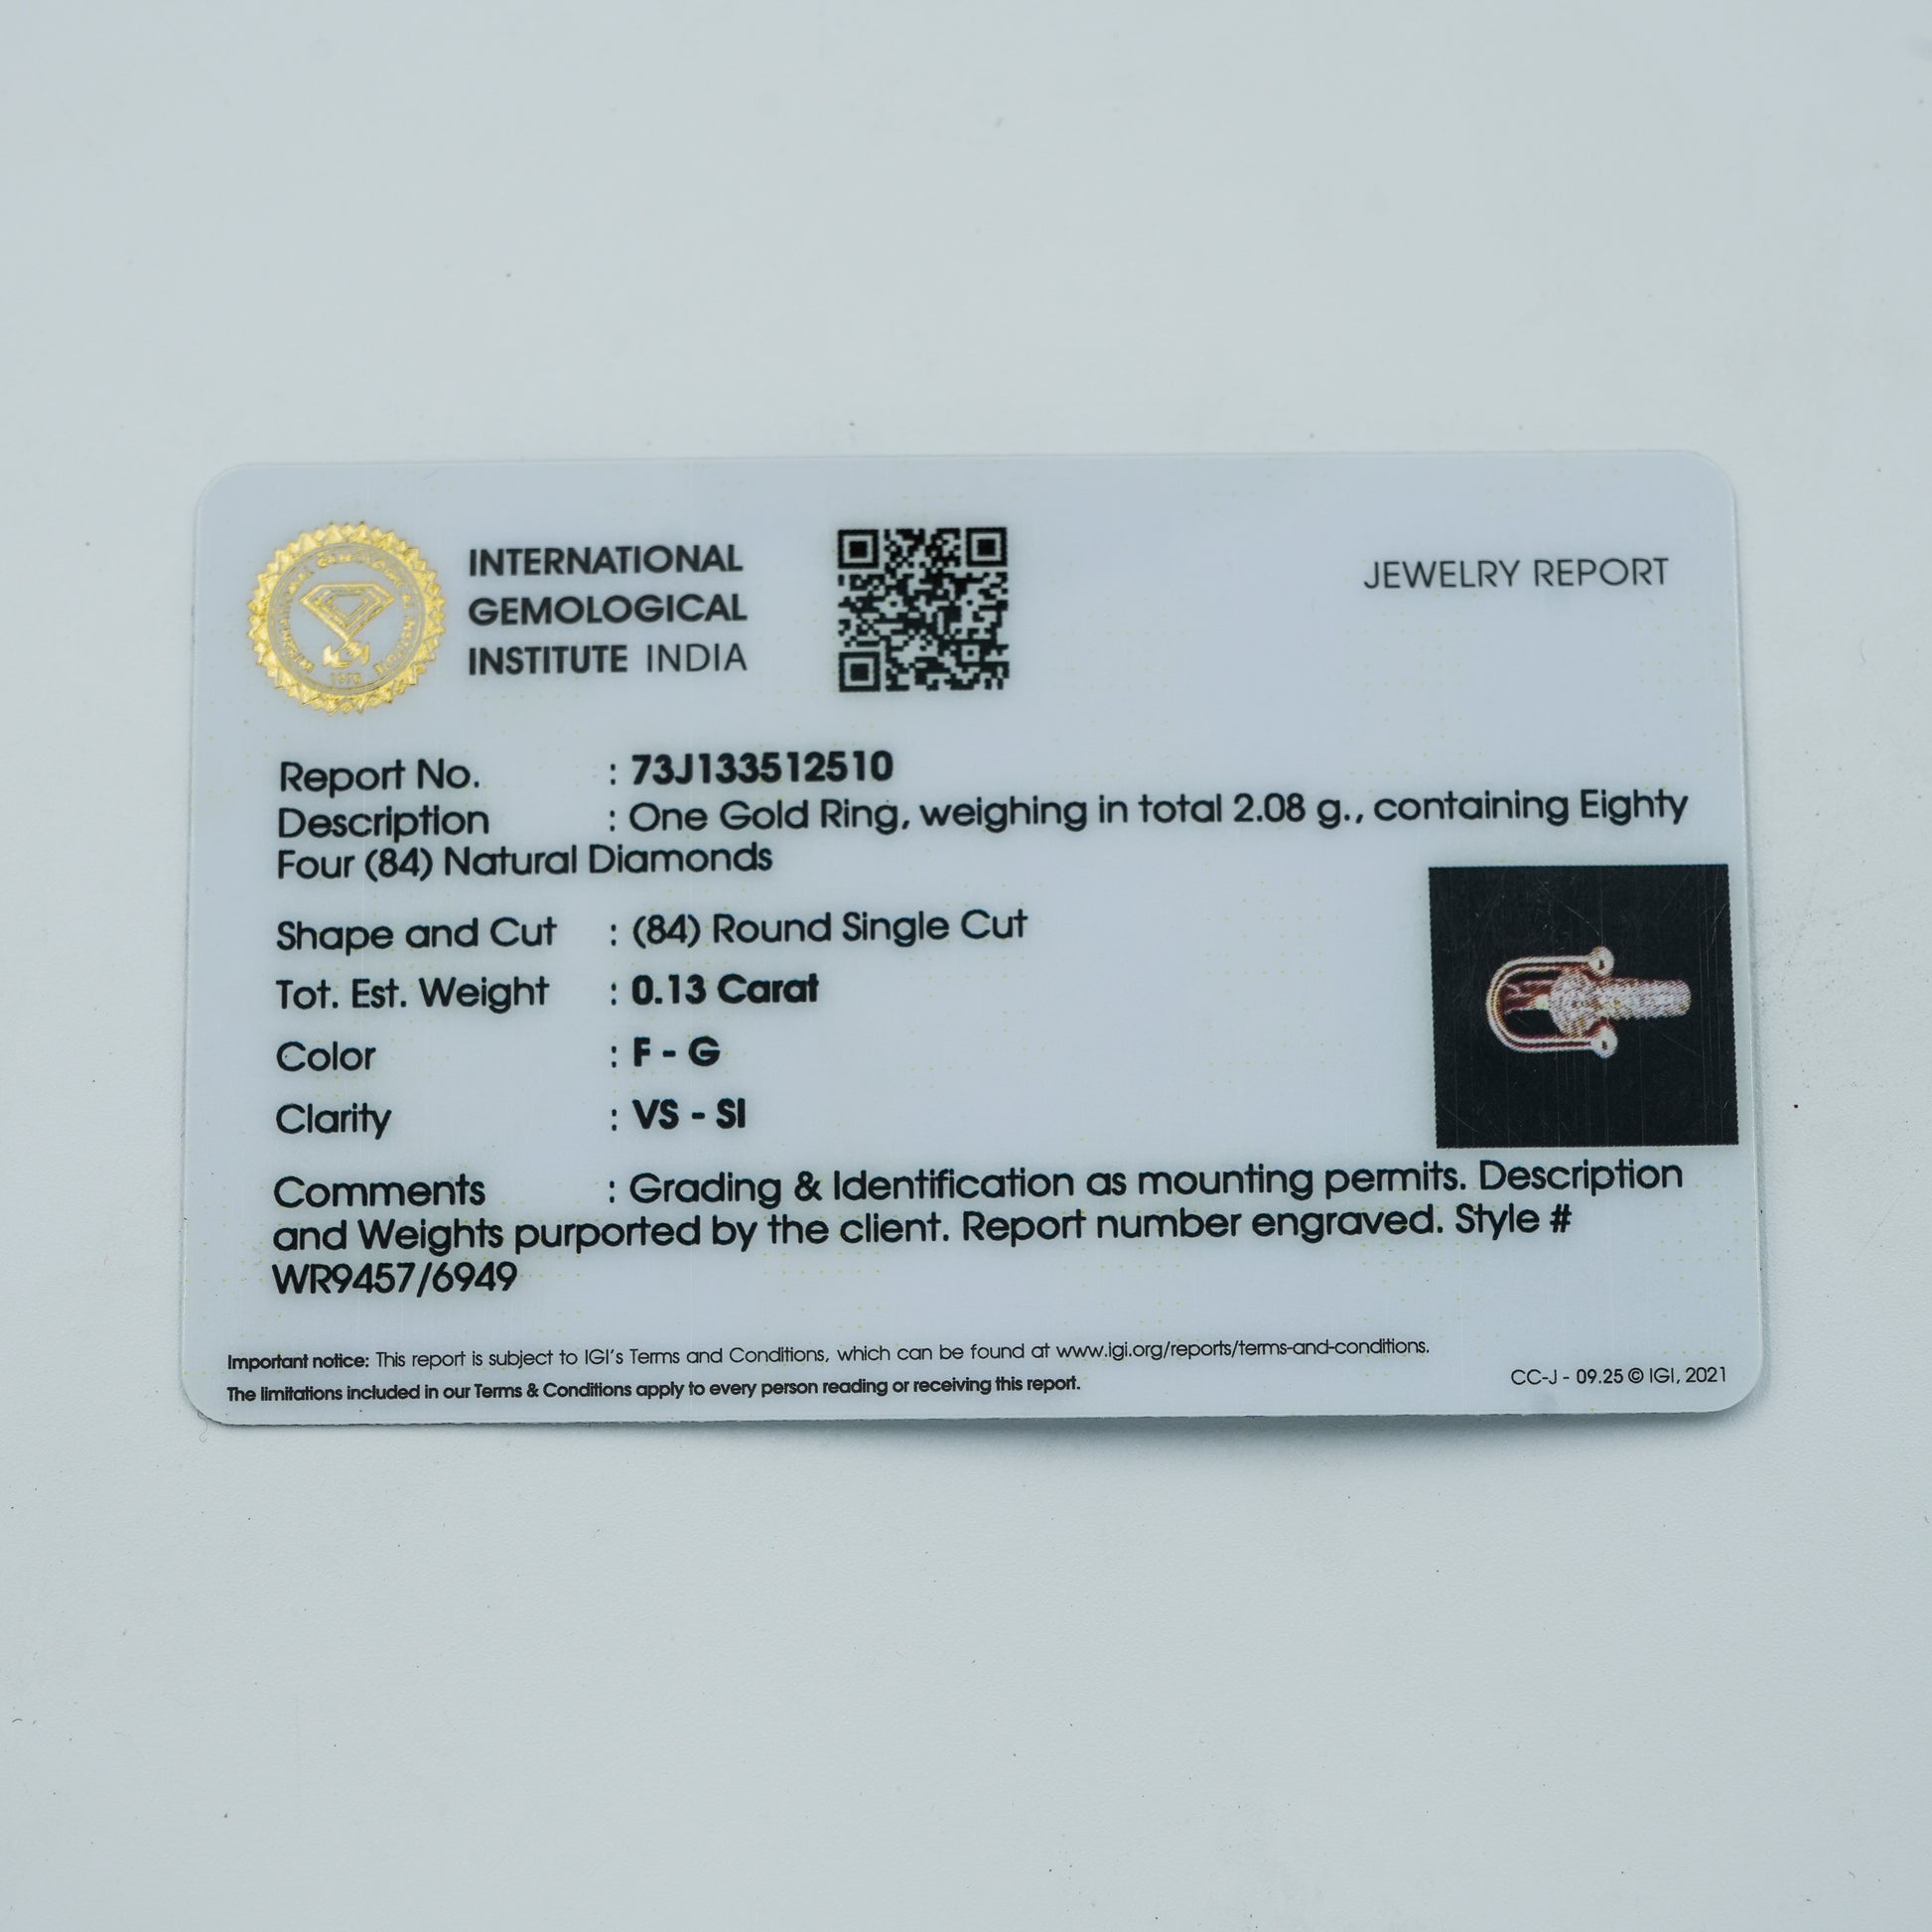 INTERNATIONAL
GEMOLOGICAL
INSTITUTE INDIA
JEWELRY REPORT
Report No. : 73J133512510
Description : One Gold Ring, weighing in total 2.08 g., containing Eighty
Four (84) Natural Diamonds
Shape and Cut : (84) Round Single Cut
Tot. Est. Weight : 0.13 Carat
Color : F - G
Clarity : VS - SI
Comments : Grading & Identification as mounting permits. Description
and Weights purported by the client. Report number engraved. Style #
WR9457/6949
Important notice: This report is subject to IGI's Terms and Conditions, which can be found at www.igi.org/reports/terms-and-conditions.
The limitations included in our Terms & Conditions apply to every person reading or receiving this report.
CC-J - 09.25 © IGI, 2021